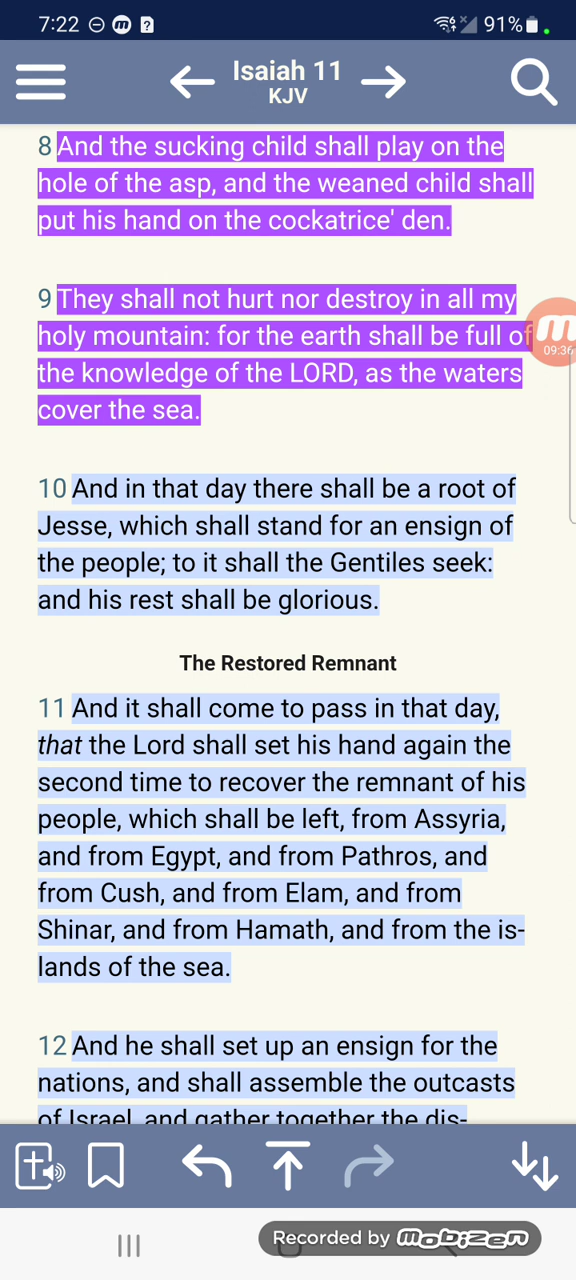 7:22
91%
Isaiah 11
KJV
8 And the sucking child shall play on the
hole of the asp, and the weaned child shall
put his hand on the cockatrice' den.
9 They shall not hurt nor destroy in all my
holy mountain: for the earth shall be full of
the knowledge of the LORD, as the waters
cover the sea.
09:36
10 And in that day there shall be a root of
Jesse, which shall stand for an ensign of
the people; to it shall the Gentiles seek:
and his rest shall be glorious.
The Restored Remnant
11 And it shall come to pass in that day,
that the Lord shall set his hand again the
second time to recover the remnant of his
people, which shall be left, from Assyria,
and from Egypt, and from Pathros, and
from Cush, and from Elam, and from
Shinar, and from Hamath, and from the is-
lands of the sea.
12 And he shall set up an ensign for the
nations, and shall assemble the outcasts
of Israel, and gather together the dis-
Recorded by mobizen